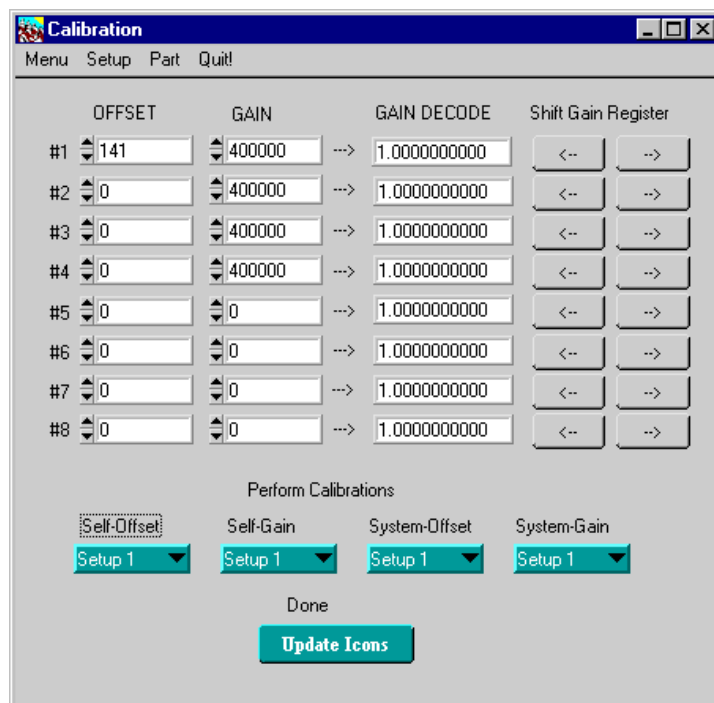 Calibration
Menu Setup Part Quit!
OFFSET GAIN GAIN DECODE Shift Gain Register
#1 141 400000 ---> 1.0000000000 <-- -->
#2 0 400000 ---> 1.0000000000 <-- -->
#3 0 400000 ---> 1.0000000000 <-- -->
#4 0 400000 ---> 1.0000000000 <-- -->
#5 0 0 ---> 1.0000000000 <-- -->
#6 0 0 ---> 1.0000000000 <-- -->
#7 0 0 ---> 1.0000000000 <-- -->
#8 0 0 ---> 1.0000000000 <-- -->
Perform Calibrations
Self-Offset Self-Gain System-Offset System-Gain
Setup 1 Setup 1 Setup 1 Setup 1
Done
Update Icons